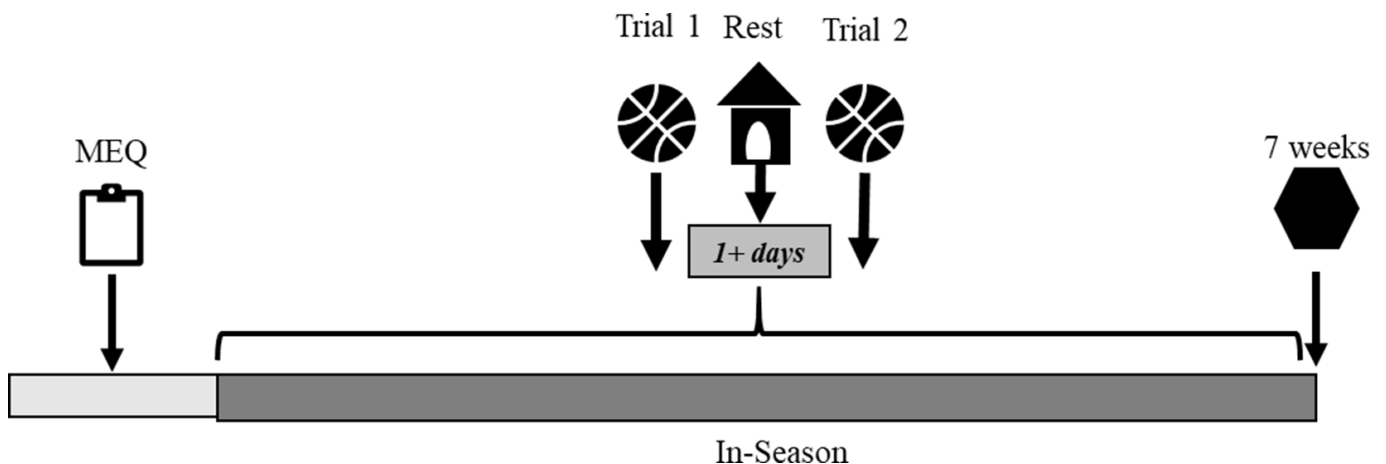 Trial 1
Rest
Trial 2
MEQ
7 weeks
1+ days
In-Season